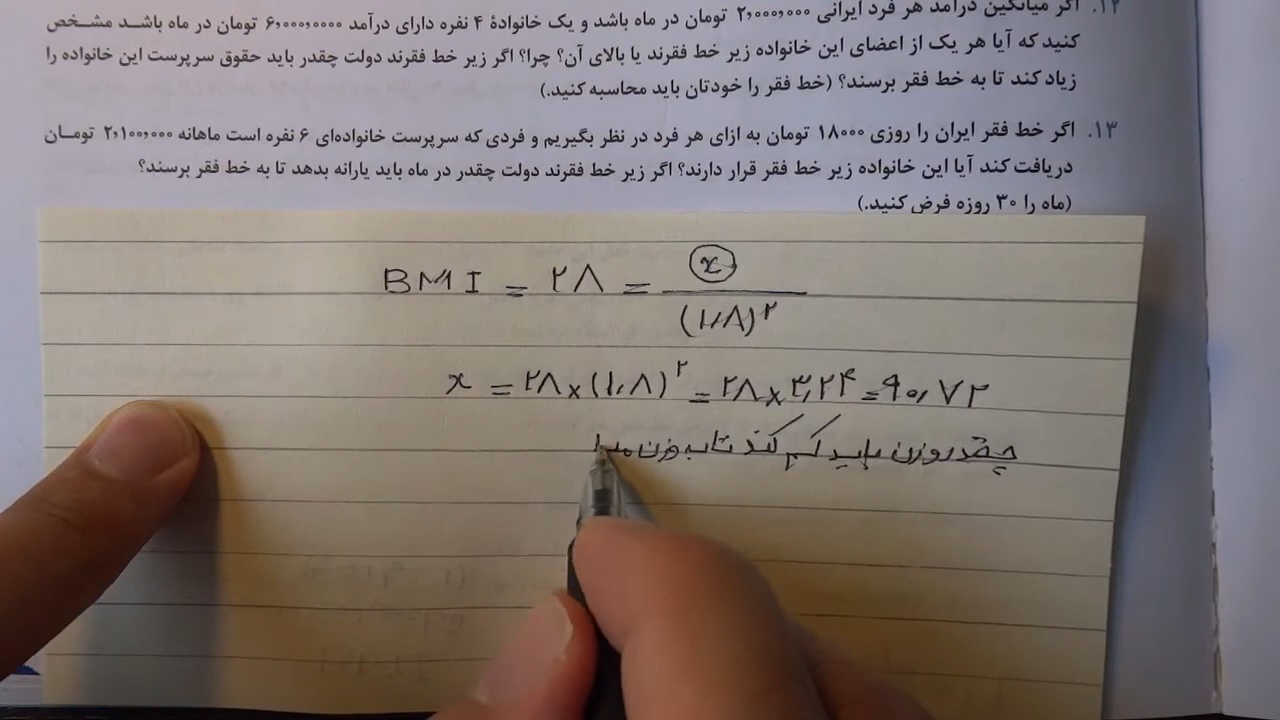 ۱۲. اگر میانگین درآمد هر فرد ایرانی ۲,۰۰۰,۰۰۰ تومان در ماه باشد و یک خانوادهٔ ۴ نفره دارای درآمد ۶,۰۰۰,۰۰۰ تومان در ماه باشد مشخص
کنید که آیا هر یک از اعضای این خانواده زیر خط فقرند یا بالای آن؟ چرا؟ اگر زیر خط فقرند دولت چقدر باید حقوق سرپرست این خانواده را
زیاد کند تا به خط فقر برسند؟ (خط فقر را خودتان باید محاسبه کنید.)
۱۳. اگر خط فقر ایران را روزی ۱۸۰۰۰ تومان به ازای هر فرد در نظر بگیریم و فردی که سرپرست خانواده‌ای ۶ نفره است ماهانه ۲,۱۰۰,۰۰۰ تومان
دریافت کند آیا این خانواده زیر خط فقر قرار دارند؟ اگر زیر خط فقرند دولت چقدر در ماه باید یارانه بدهد تا به خط فقر برسند؟
(ماه را ۳۰ روزه فرض کنید.)
BMI = ۲۸ = x / (۱٫۸)^۲
x = ۲۸ × (۱٫۸)^۲ = ۲۸ × ۳٫۲۴ = ۹۰٫۷۲
چقدر وزن باید کم کند تا به وزن